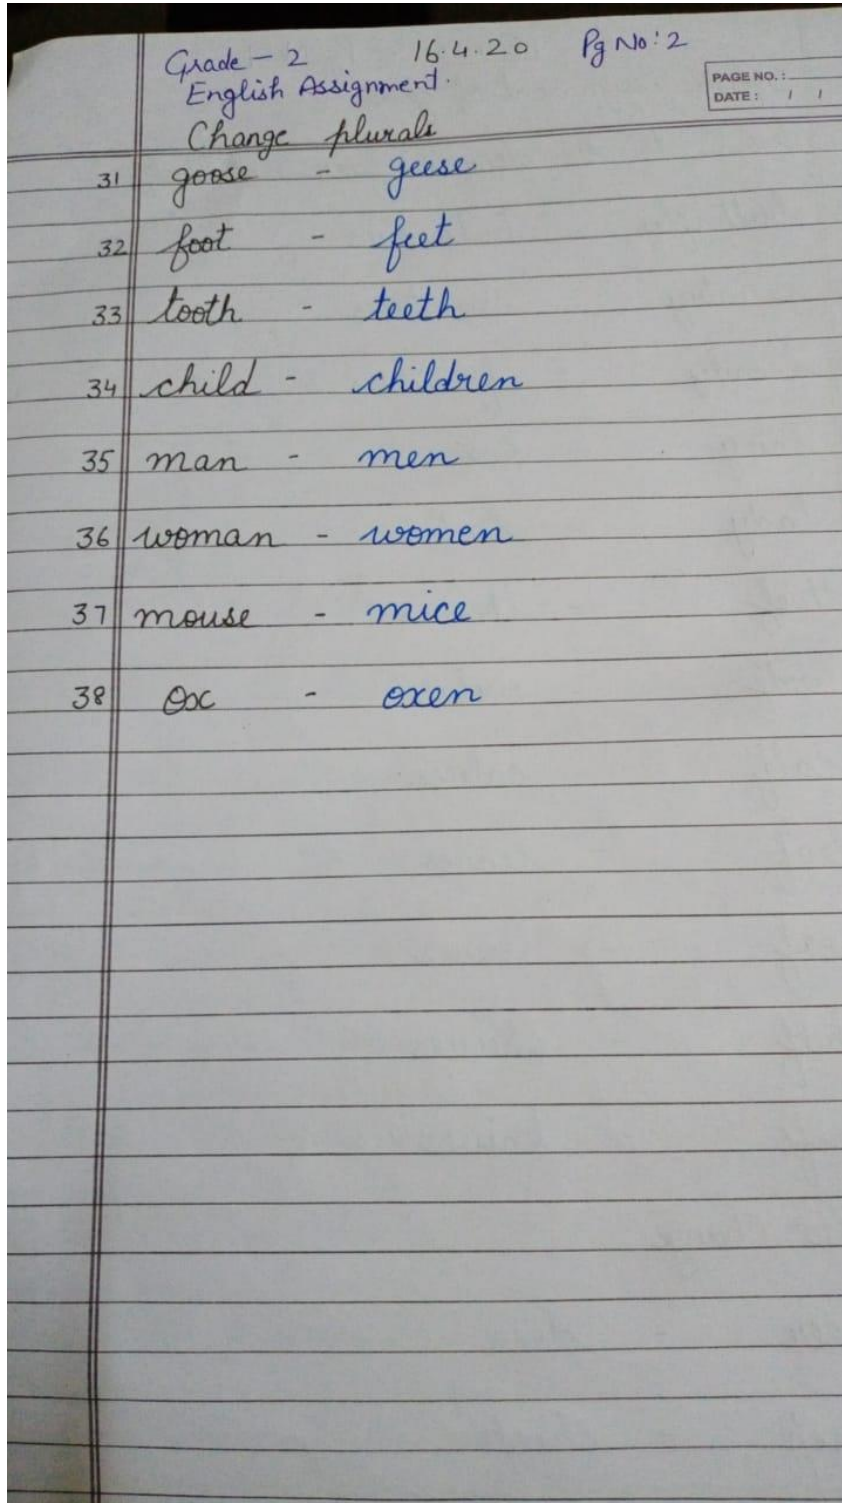 Grade - 2 16.4.20 Pg No: 2
English Assignment.
PAGE NO. :
DATE : / /
Change plurals
31 goose - geese
32 foot - feet
33 tooth - teeth
34 child - children
35 man - men
36 woman - women
37 mouse - mice
38 Ox - oxen